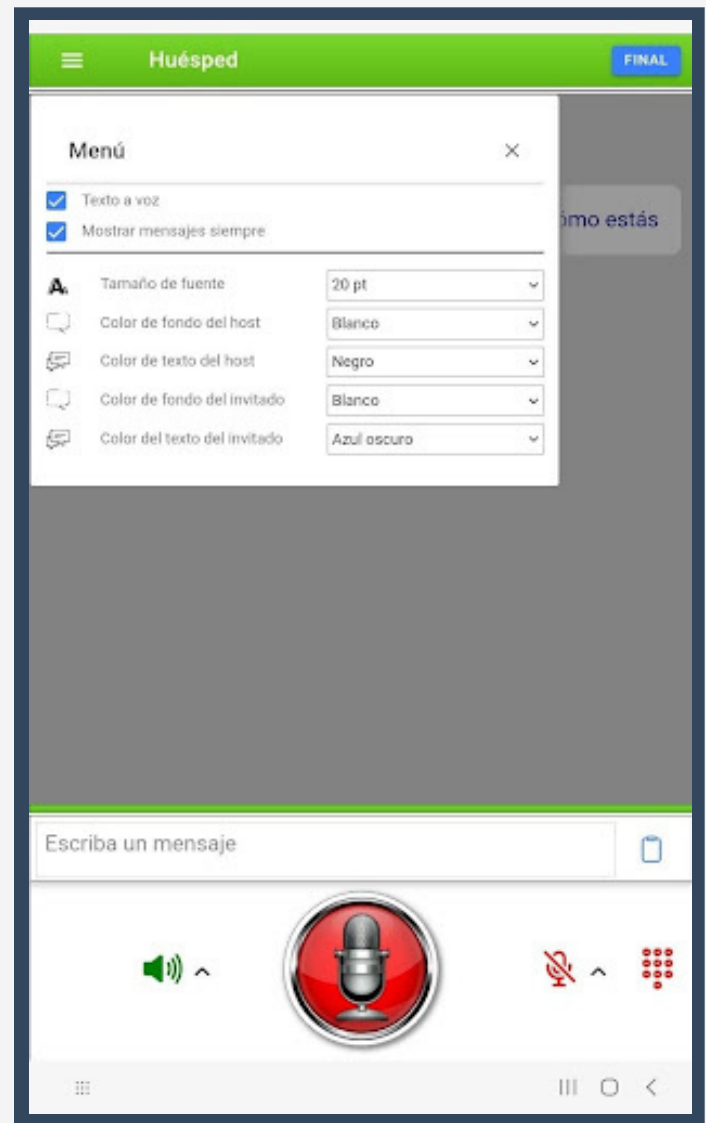 Huésped FINAL
Menú
Texto a voz
ómo estás
Mostrar mensajes siempre
Tamaño de fuente 20 pt
Color de fondo del host Blanco
Color de texto del host Negro
Color de fondo del invitado Blanco
Color del texto del invitado Azul oscuro
Escriba un mensaje